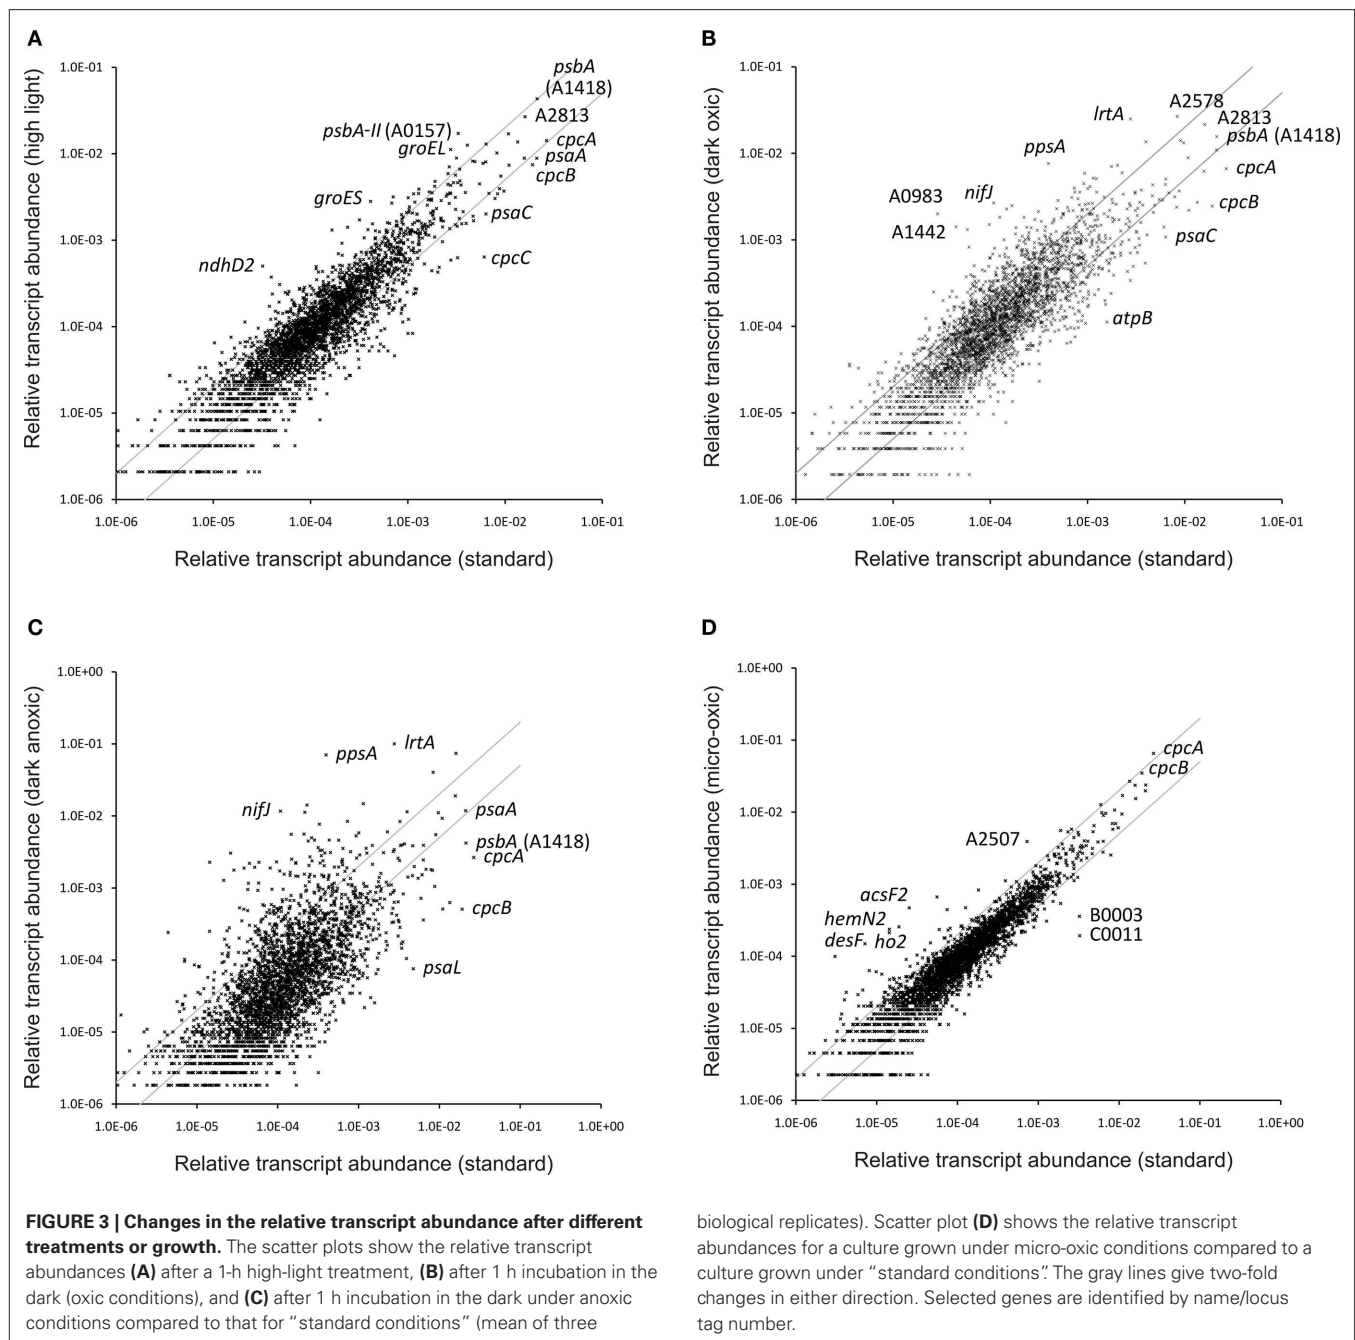 A
Relative transcript abundance (high light)
1.0E-01
1.0E-02
1.0E-03
1.0E-04
1.0E-05
1.0E-06
psbA
(A1418)
A2813
psbA-II (A0157)
cpcA
groEL
psaA
cpcB
groES
psaC
cpcC
ndhD2
1.0E-06 1.0E-05 1.0E-04 1.0E-03 1.0E-02 1.0E-01
Relative transcript abundance (standard)
B
Relative transcript abundance (dark oxic)
1.0E-01
1.0E-02
1.0E-03
1.0E-04
1.0E-05
1.0E-06
A2578
lrtA
A2813
psbA (A1418)
ppsA
cpcA
A0983
nifJ
cpcB
A1442
psaC
atpB
1.0E-06 1.0E-05 1.0E-04 1.0E-03 1.0E-02 1.0E-01
Relative transcript abundance (standard)
C
Relative transcript abundance (dark anoxic)
1.0E+00
1.0E-01
1.0E-02
1.0E-03
1.0E-04
1.0E-05
1.0E-06
lrtA
ppsA
nifJ
psaA
psbA (A1418)
cpcA
cpcB
psaL
1.0E-06 1.0E-05 1.0E-04 1.0E-03 1.0E-02 1.0E-01 1.0E+00
Relative transcript abundance (standard)
D
Relative transcript abundance (micro-oxic)
1.0E+00
1.0E-01
1.0E-02
1.0E-03
1.0E-04
1.0E-05
1.0E-06
cpcA
cpcB
A2507
acsF2
hemN2
B0003
desF
ho2
C0011
1.0E-06 1.0E-05 1.0E-04 1.0E-03 1.0E-02 1.0E-01 1.0E+00
Relative transcript abundance (standard)
FIGURE 3 | Changes in the relative transcript abundance after different
treatments or growth. The scatter plots show the relative transcript
abundances (A) after a 1-h high-light treatment, (B) after 1 h incubation in the
dark (oxic conditions), and (C) after 1 h incubation in the dark under anoxic
conditions compared to that for “standard conditions” (mean of three
biological replicates). Scatter plot (D) shows the relative transcript
abundances for a culture grown under micro-oxic conditions compared to a
culture grown under “standard conditions”. The gray lines give two-fold
changes in either direction. Selected genes are identified by name/locus
tag number.